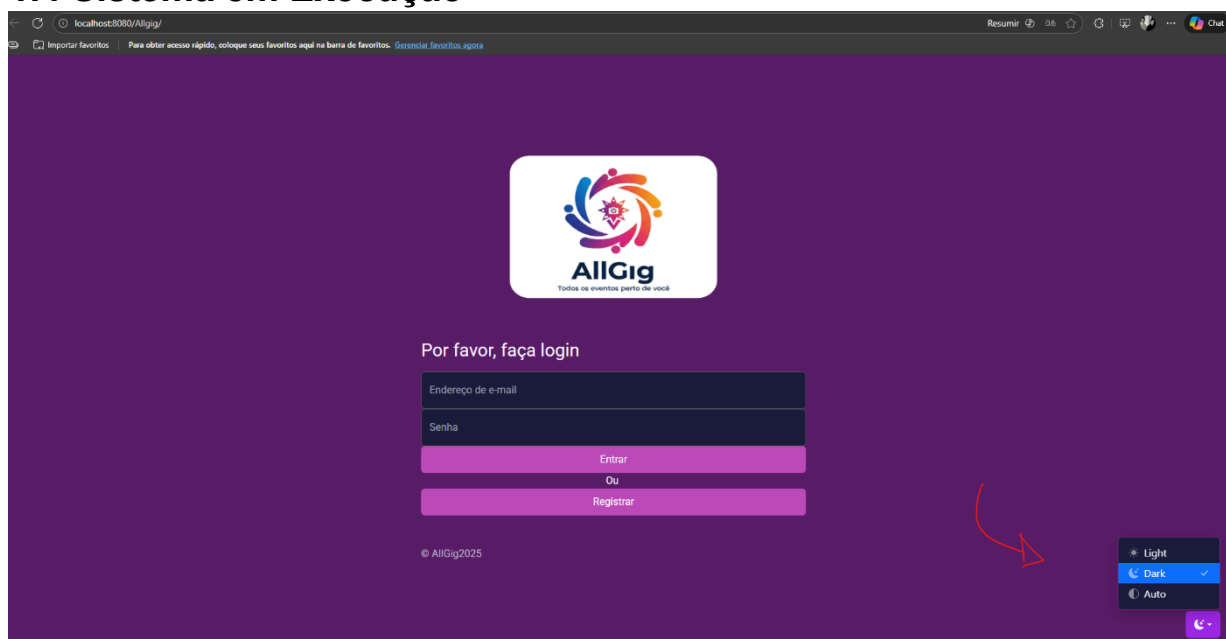 localhost:8080/Allgig/
Resumir
Chat
Importar favoritos
Para obter acesso rápido, coloque seus favoritos aqui na barra de favoritos. Gerenciar favoritos agora
AllGig
Todos os eventos perto de você
Por favor, faça login
Endereço de e-mail
Senha
Entrar
Ou
Registrar
© AllGig2025
Light
Dark
Auto